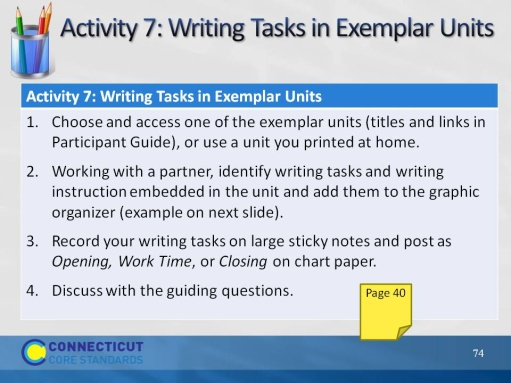 Activity 7: Writing Tasks in Exemplar Units
Activity 7: Writing Tasks in Exemplar Units
1. Choose and access one of the exemplar units (titles and links in
Participant Guide), or use a unit you printed at home.
2. Working with a partner, identify writing tasks and writing
instruction embedded in the unit and add them to the graphic
organizer (example on next slide).
3. Record your writing tasks on large sticky notes and post as
Opening, Work Time, or Closing on chart paper.
4. Discuss with the guiding questions.
Page 40
CONNECTICUT
CORE STANDARDS
74